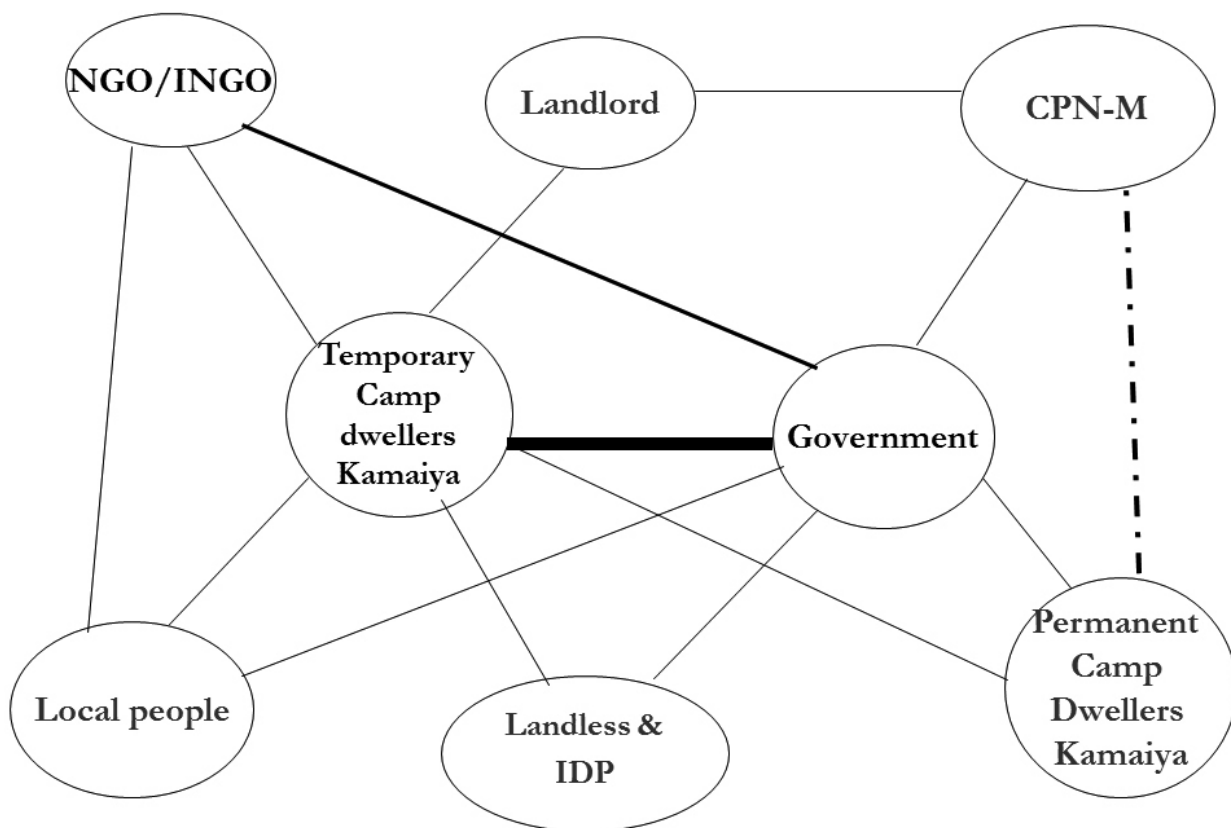 NGO/INGO
Landlord
CPN-M
Temporary
Camp
dwellers
Kamaiya
Government
Local people
Landless &
IDP
Permanent
Camp
Dwellers
Kamaiya